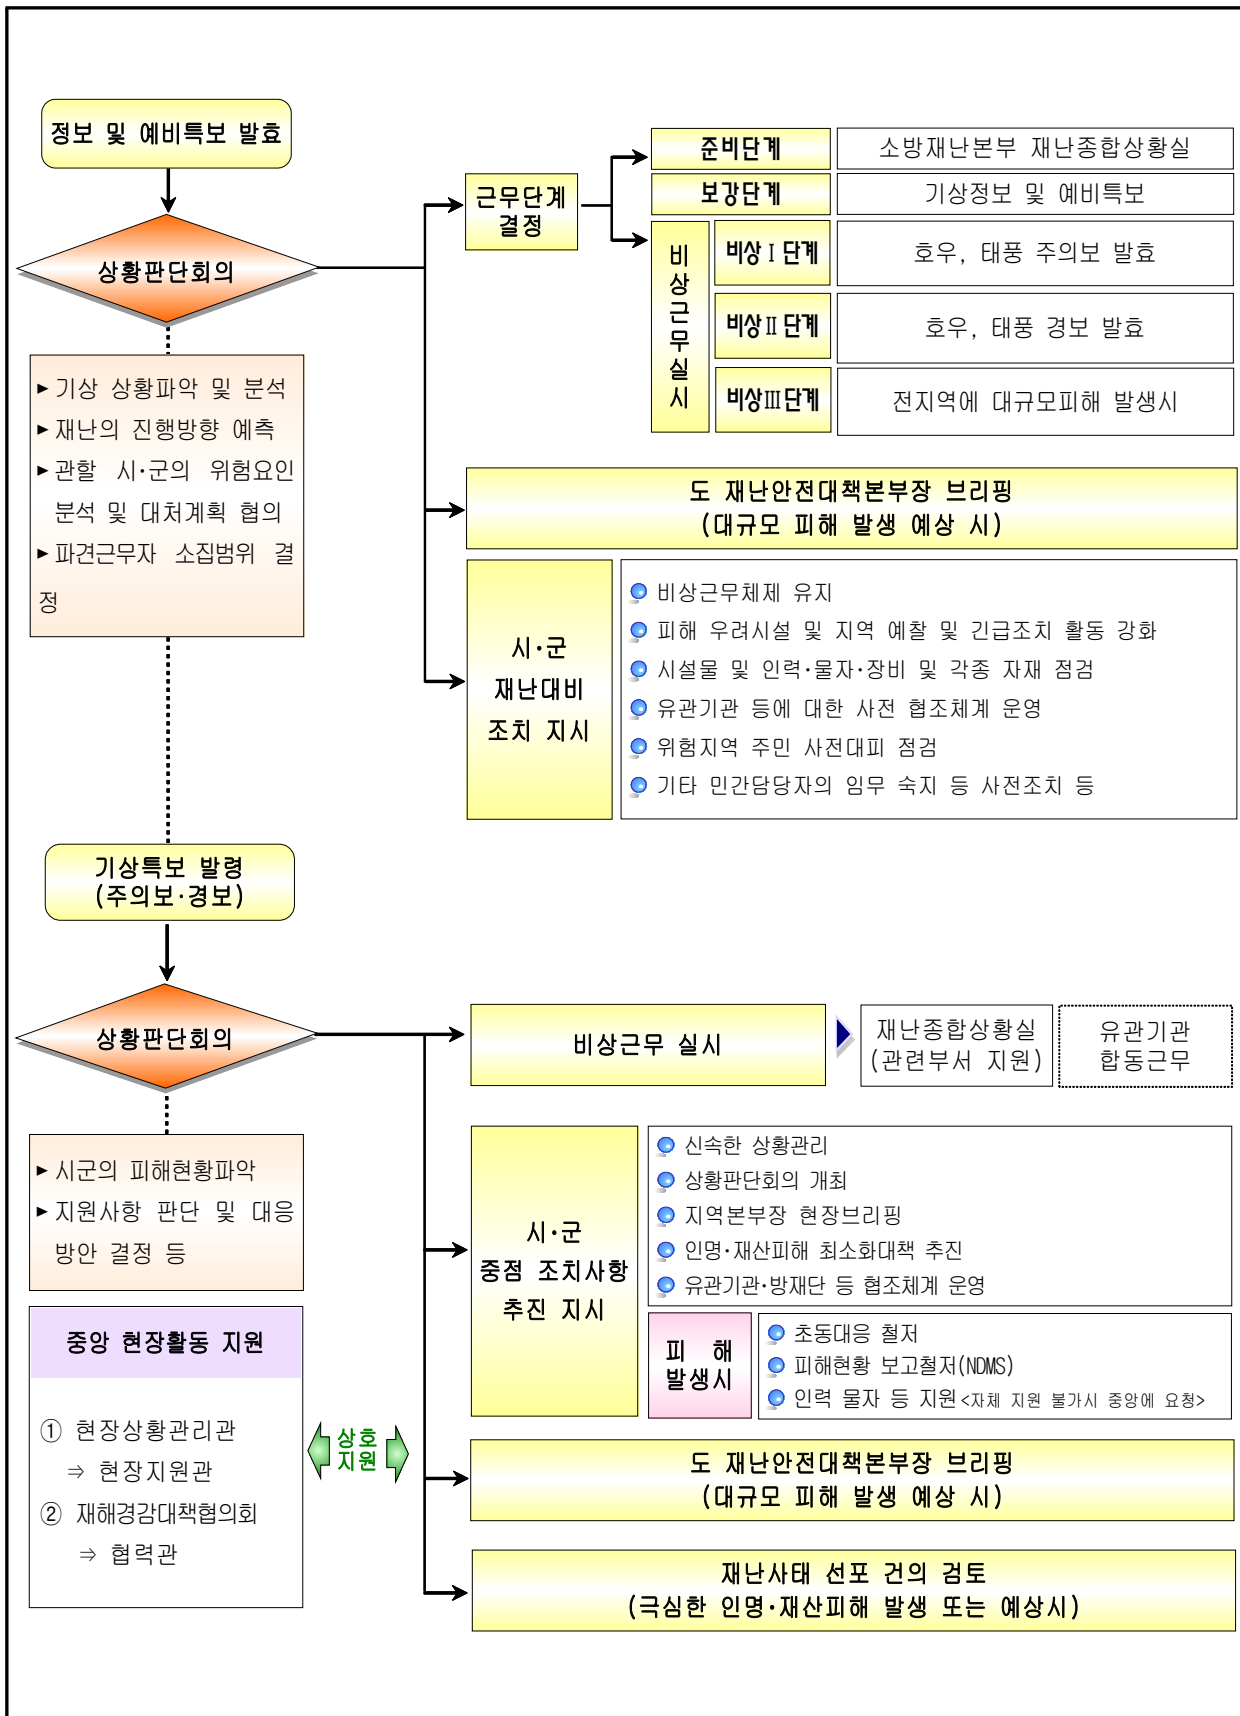 정보 및 예비특보 발효
상황판단회의
► 기상 상황파악 및 분석
► 재난의 진행방향 예측
► 관할 시·군의 위험요인
분석 및 대처계획 협의
► 파견근무자 소집범위 결
정
근무단계
결정
준비단계
소방재난본부 재난종합상황실
보강단계
기상정보 및 예비특보
비상근무실시
비상Ⅰ단계
호우, 태풍 주의보 발효
비상Ⅱ단계
호우, 태풍 경보 발효
비상Ⅲ단계
전지역에 대규모피해 발생시
도 재난안전대책본부장 브리핑
(대규모 피해 발생 예상 시)
시·군
재난대비
조치 지시
비상근무체제 유지
피해 우려시설 및 지역 예찰 및 긴급조치 활동 강화
시설물 및 인력·물자·장비 및 각종 자재 점검
유관기관 등에 대한 사전 협조체계 운영
위험지역 주민 사전대피 점검
기타 민간담당자의 임무 숙지 등 사전조치 등
기상특보 발령
(주의보·경보)
상황판단회의
► 시군의 피해현황파악
► 지원사항 판단 및 대응
방안 결정 등
비상근무 실시
재난종합상황실
(관련부서 지원)
유관기관
합동근무
시·군
중점 조치사항
추진 지시
신속한 상황관리
상황판단회의 개최
지역본부장 현장브리핑
인명·재산피해 최소화대책 추진
유관기관·방재단 등 협조체계 운영
피 해
발생시
초동대응 철저
피해현황 보고철저(NDMS)
인력 물자 등 지원<자체 지원 불가시 중앙에 요청>
중앙 현장활동 지원
① 현장상황관리관
⇒ 현장지원관
② 재해경감대책협의회
⇒ 협력관
상호
지원
도 재난안전대책본부장 브리핑
(대규모 피해 발생 예상 시)
재난사태 선포 건의 검토
(극심한 인명·재산피해 발생 또는 예상시)